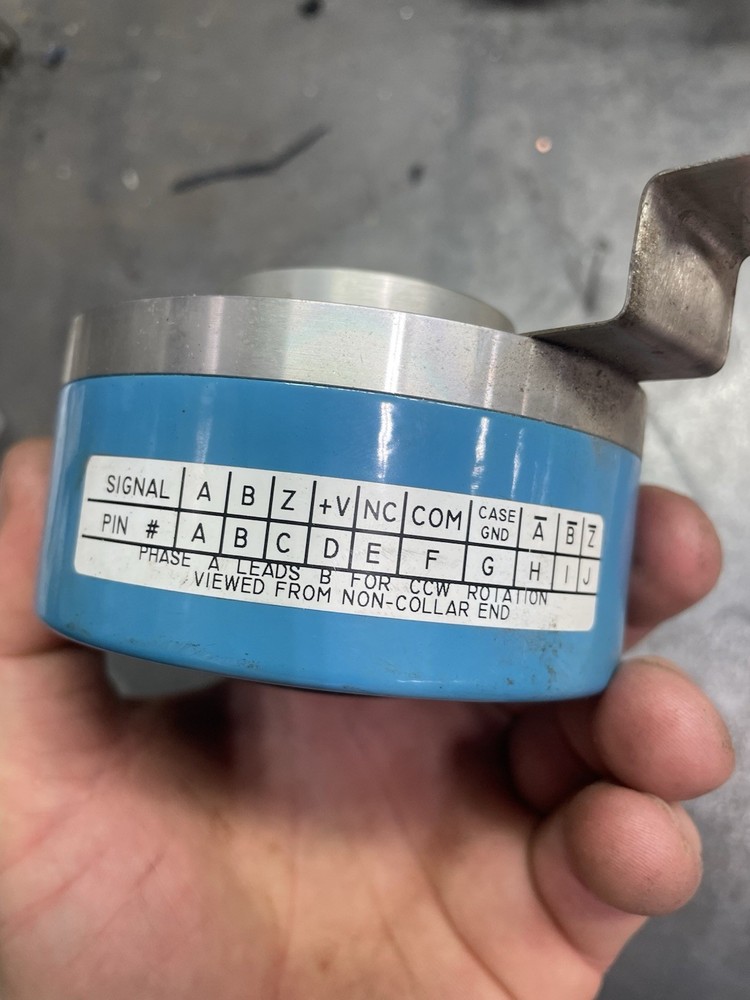 SIGNAL A B Z +V NC COM CASE GND A̅ B̅ Z̅
PIN # A B C D E F G H I J
PHASE A LEADS B FOR CCW ROTATION
VIEWED FROM NON-COLLAR END